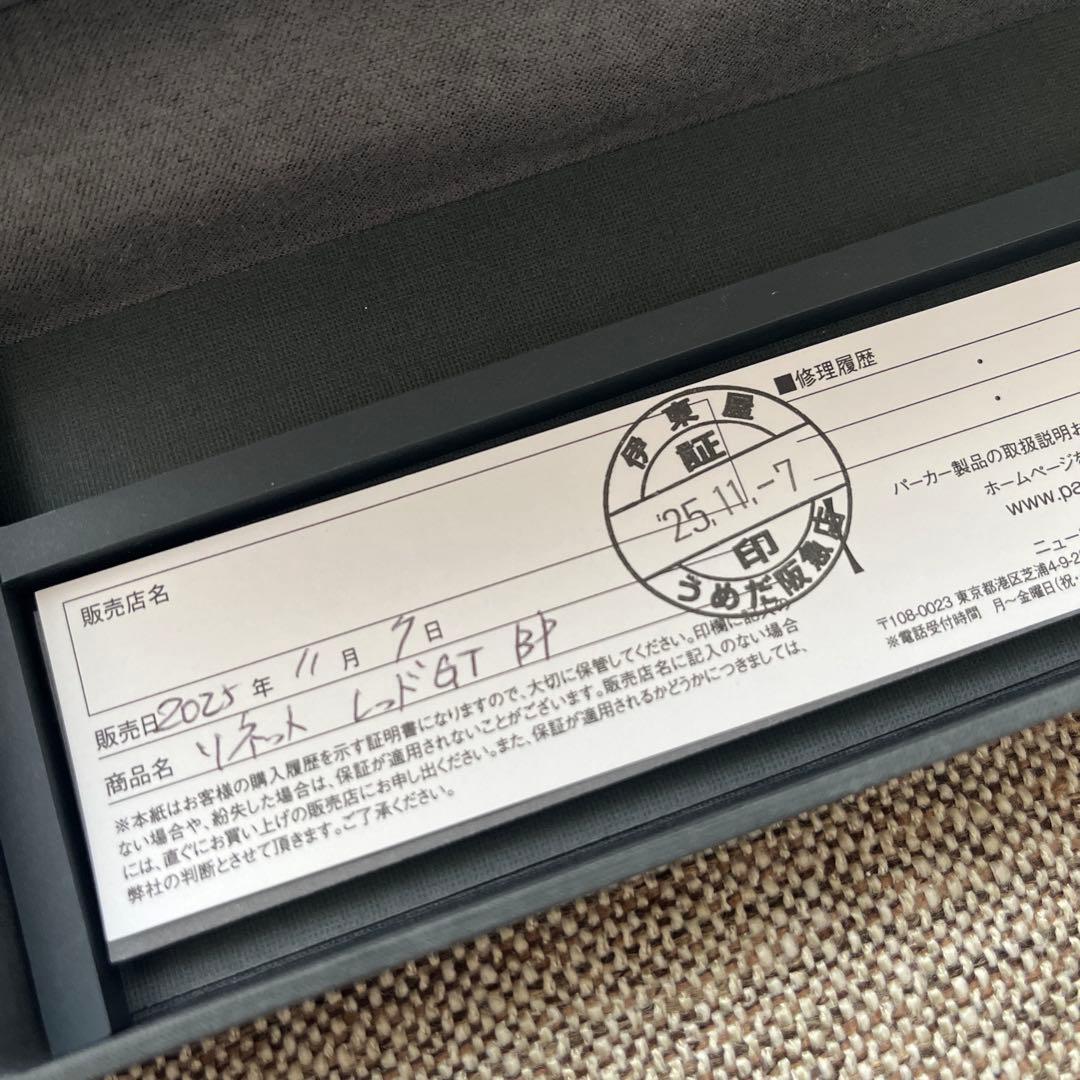 販売店名
販売日 2025年 11月 7日
商品名 ソネット レッドGT BP
※本紙はお客様の購入履歴を示す証明書になりますので、大切に保管してください。印欄に記入の
ない場合や、紛失した場合は、保証が適用されないことがございます。販売店名に記入のない場合
には、直ぐにお買い上げの販売店にお申し出ください。また、保証が適用されるかどうかにつきましては、
弊社の判断とさせて頂きます。ご了承ください。
伊東屋
証
'25.11.-7
印
うめだ阪急店
■修理履歴
パーカー製品の取扱説明
ホームページを
www.pa
ニュー
〒108-0023 東京都港区芝浦4-9-2
※電話受付時間 月〜金曜日(祝・